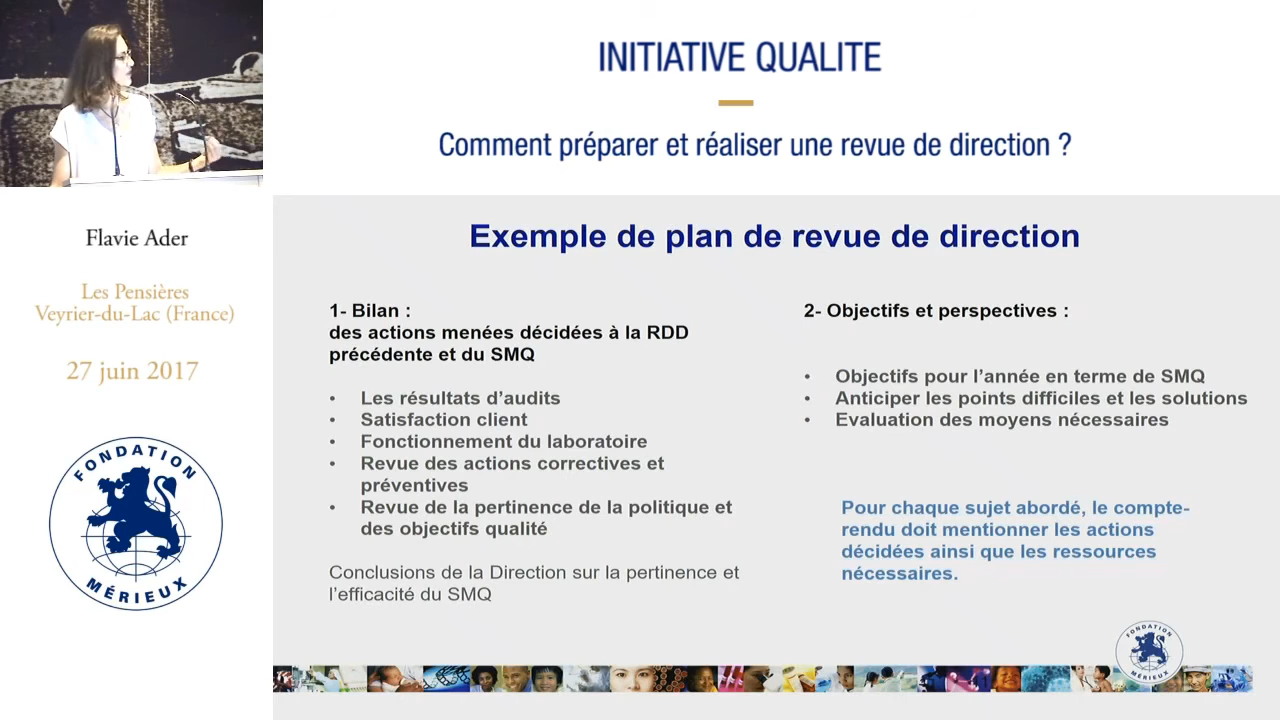 INITIATIVE QUALITE
Comment préparer et réaliser une revue de direction ?
Flavie Ader
Les Pensières
Veyrier-du-Lac (France)
27 juin 2017
FONDATION
MÉRIEUX
Exemple de plan de revue de direction
1- Bilan :
des actions menées décidées à la RDD
précédente et du SMQ
• Les résultats d'audits
• Satisfaction client
• Fonctionnement du laboratoire
• Revue des actions correctives et
préventives
• Revue de la pertinence de la politique et
des objectifs qualité
Conclusions de la Direction sur la pertinence et
l'efficacité du SMQ
2- Objectifs et perspectives :
• Objectifs pour l'année en terme de SMQ
• Anticiper les points difficiles et les solutions
• Evaluation des moyens nécessaires
Pour chaque sujet abordé, le compte-
rendu doit mentionner les actions
décidées ainsi que les ressources
nécessaires.
FONDATION
MÉRIEUX